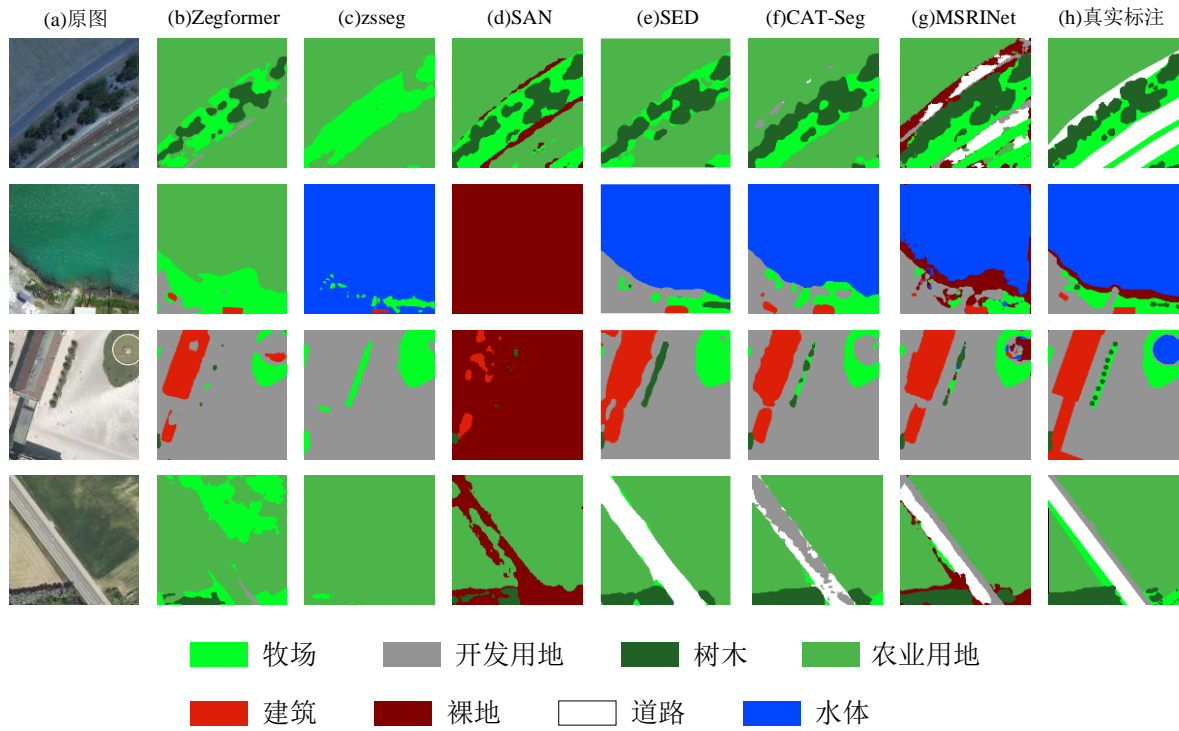 (a)原图 (b)Zegformer (c)zsseg (d)SAN (e)SED (f)CAT-Seg (g)MSRINet (h)真实标注
牧场 开发用地 树木 农业用地
建筑 裸地 道路 水体